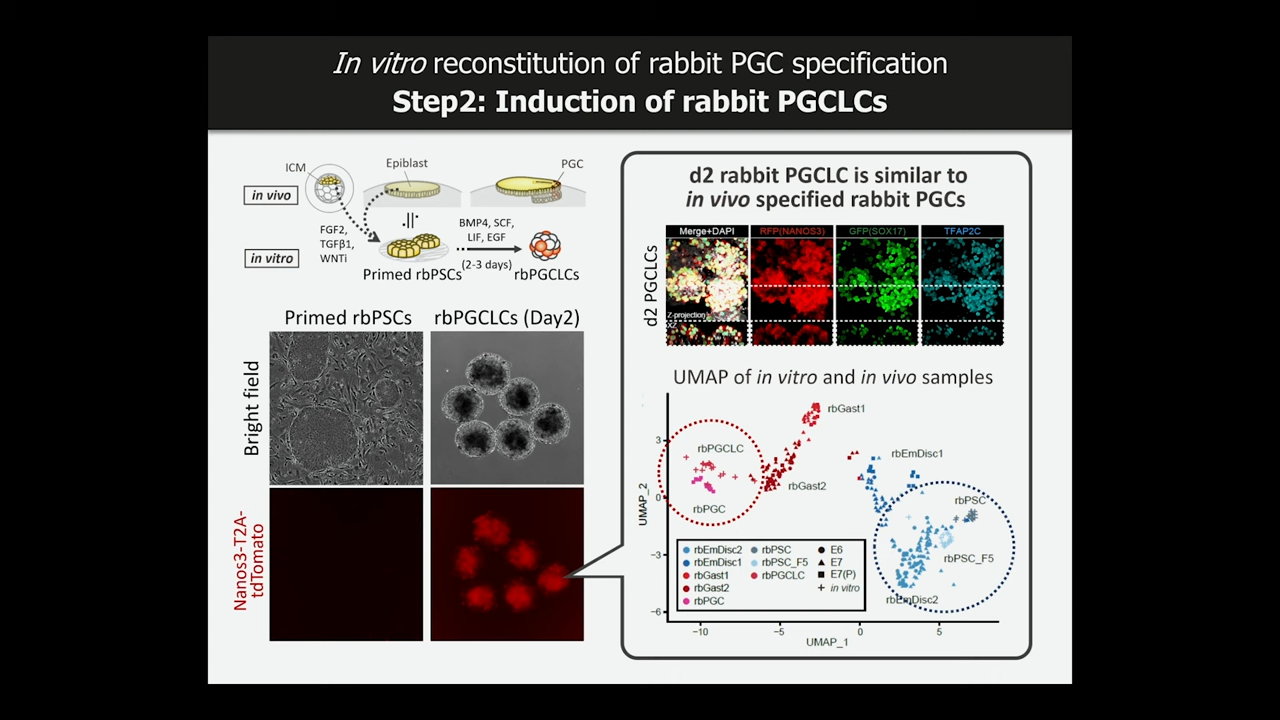 In vitro reconstitution of rabbit PGC specification
Step2: Induction of rabbit PGCLCs
ICM
Epiblast
PGC
in vivo
FGF2,
TGFβ1,
WNTi
BMP4, SCF,
LIF, EGF
(2-3 days)
in vitro
Primed rbPSCs
rbPGCLCs
Primed rbPSCs
rbPGCLCs (Day2)
Bright field
Nanos3-T2A-
tdTomato
d2 rabbit PGCLC is similar to
in vivo specified rabbit PGCs
d2 PGCLCs
Merge+DAPI
RFP(NANOS3)
GFP(SOX17)
TFAP2C
Z-projection
XZ
UMAP of in vitro and in vivo samples
rbGast1
rbPGCLC
rbEmDisc1
rbGast2
rbPSC
rbPGC
rbPSC_F5
rbEmDisc2
UMAP_2
3
0
−3
−6
rbEmDisc2
rbEmDisc1
rbGast1
rbGast2
rbPGC
rbPSC
rbPSC_F5
rbPGCLC
E6
E7
E7(P)
in vitro
−10
−5
0
5
UMAP_1